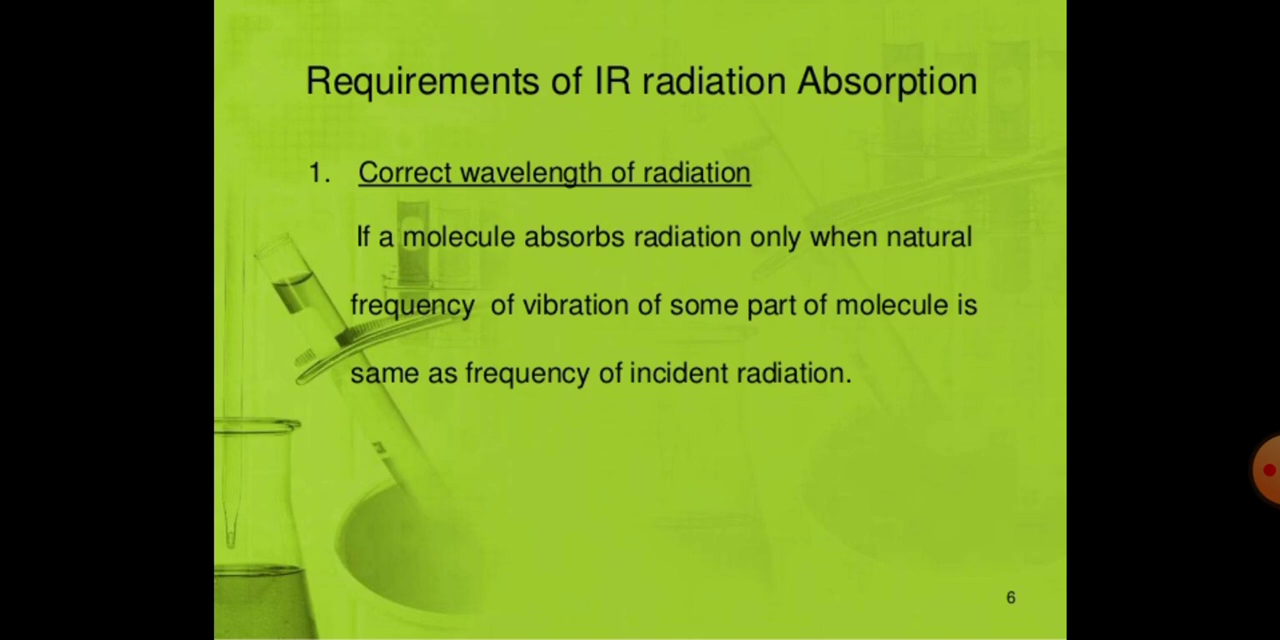 Requirements of IR radiation Absorption
1. Correct wavelength of radiation
If a molecule absorbs radiation only when natural
frequency of vibration of some part of molecule is
same as frequency of incident radiation.
6